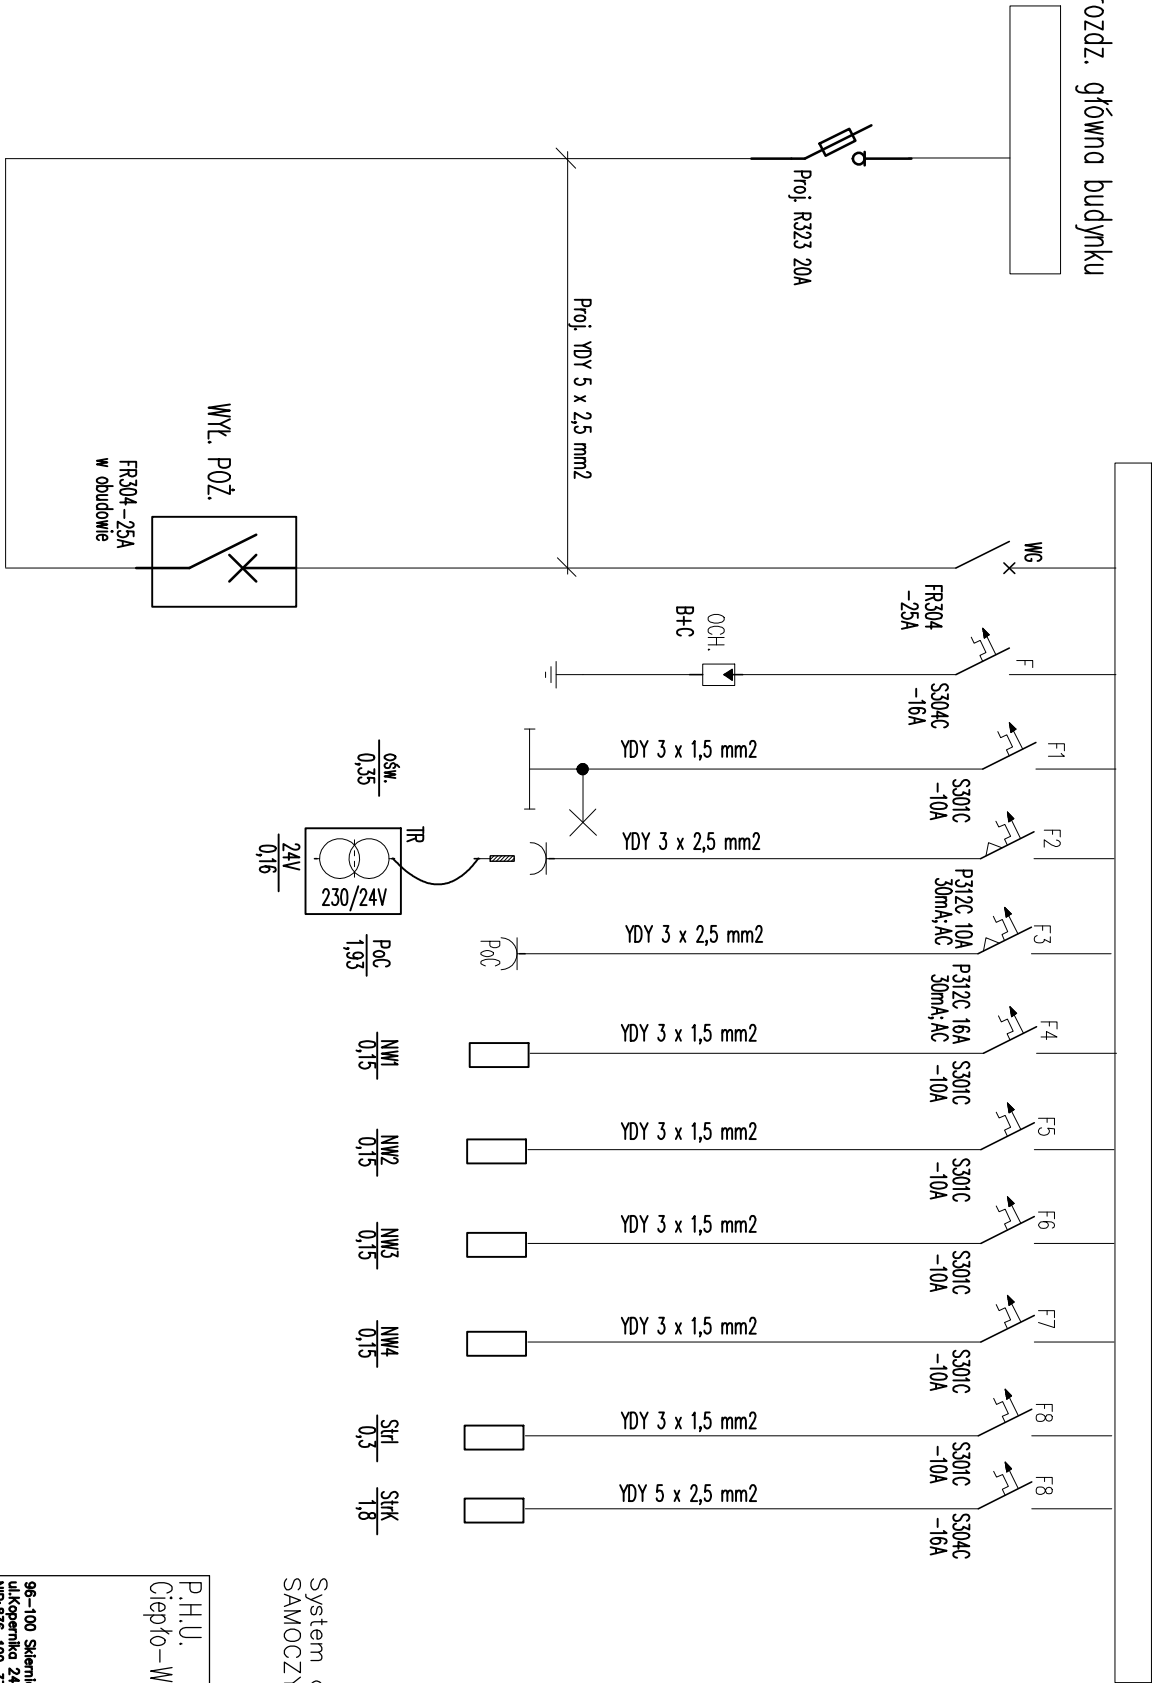 główna budynku
Proj. R323 20A
Proj. YDY 5 x 2,5 mm2
WYŁ. POŻ.
FR304-25A
w obudowie
WG
FR304
-25A
F
S304C
-16A
OCH.
B+C
F1
S301C
-10A
YDY 3 x 1,5 mm2
ośw.
0,35
F2
P312C 10A
30mA;AC
YDY 3 x 2,5 mm2
TR
230/24V
24V
0,16
F3
P312C 16A
30mA;AC
YDY 3 x 2,5 mm2
PoC
PoC
1,93
F4
S301C
-10A
YDY 3 x 1,5 mm2
NW1
0,15
F5
S301C
-10A
YDY 3 x 1,5 mm2
NW2
0,15
F6
S301C
-10A
YDY 3 x 1,5 mm2
NW3
0,15
F7
S301C
-10A
YDY 3 x 1,5 mm2
NW4
0,15
F8
S301C
-10A
YDY 3 x 1,5 mm2
StrI
0,3
F8
S304C
-16A
YDY 5 x 2,5 mm2
StrK
1,8
System
SAMOCZY
P.H.U.
Ciepło-W
96-100 Skierni
ul.Kopernika 24